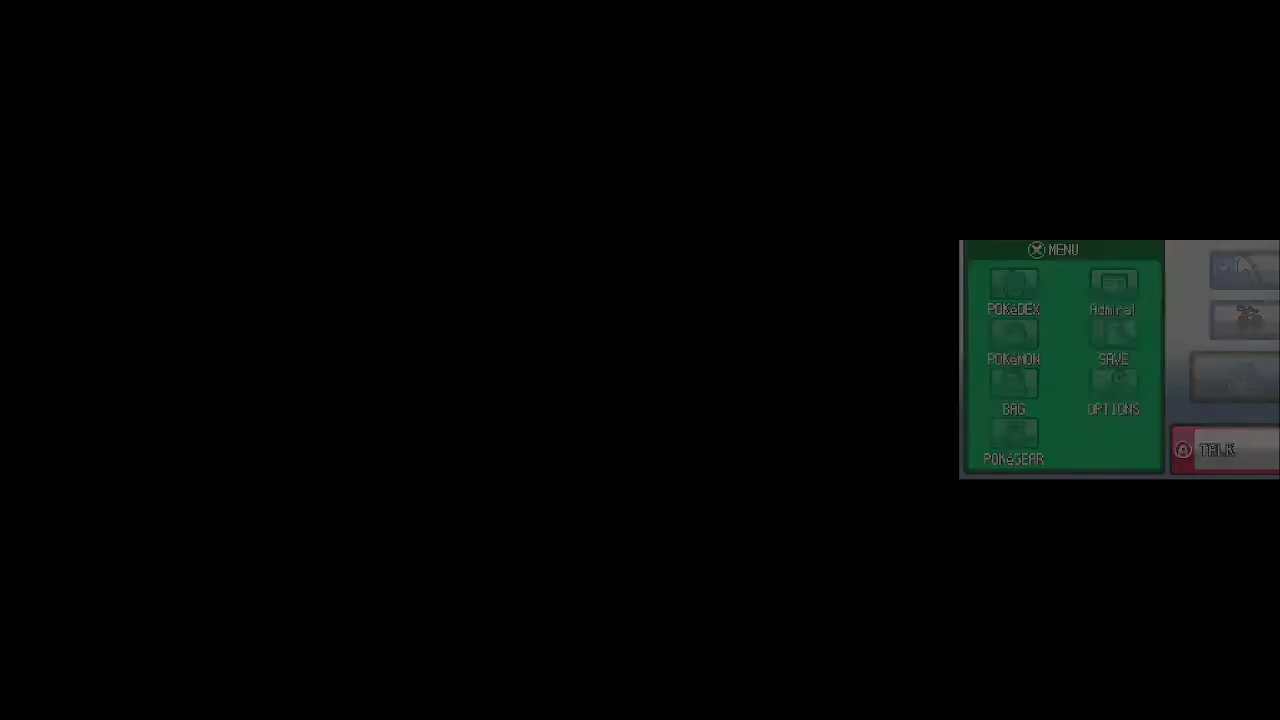 X MENU
POKéDEX Admiral
POKéMON SAVE
BAG OPTIONS
POKéGEAR
A TALK